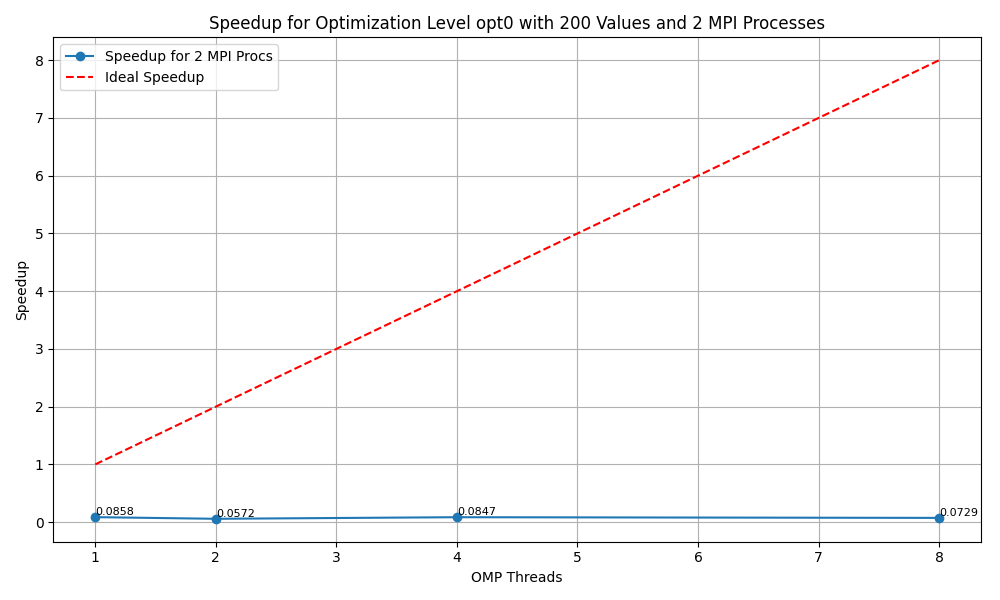 Speedup for Optimization Level opt0 with 200 Values and 2 MPI Processes
Speedup for 2 MPI Procs
Ideal Speedup
8
7
6
5
4
3
2
1
0
Speedup
0.0858
0.0572
0.0847
0.0729
1 2 3 4 5 6 7 8
OMP Threads